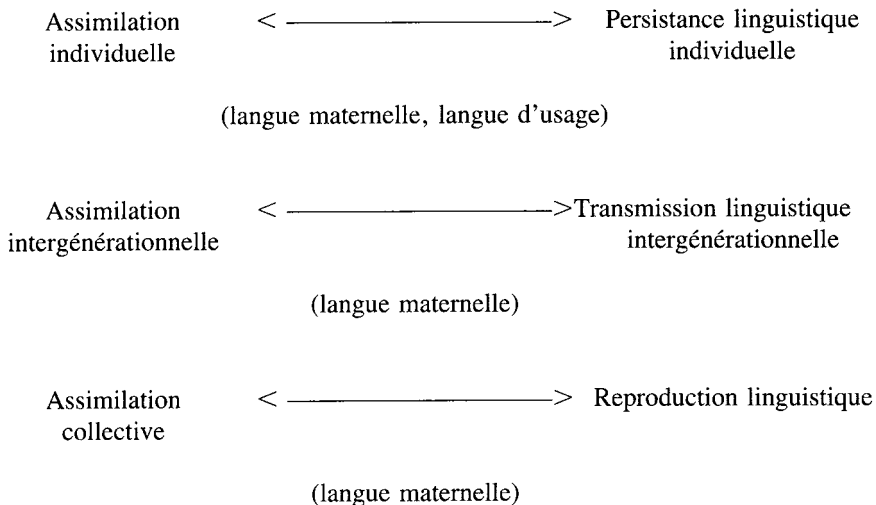 Assimilation < > Persistance linguistique
individuelle individuelle
(langue maternelle, langue d'usage)
Assimilation < >Transmission linguistique
intergénérationnelle intergénérationnelle
(langue maternelle)
Assimilation < > Reproduction linguistique
collective
(langue maternelle)